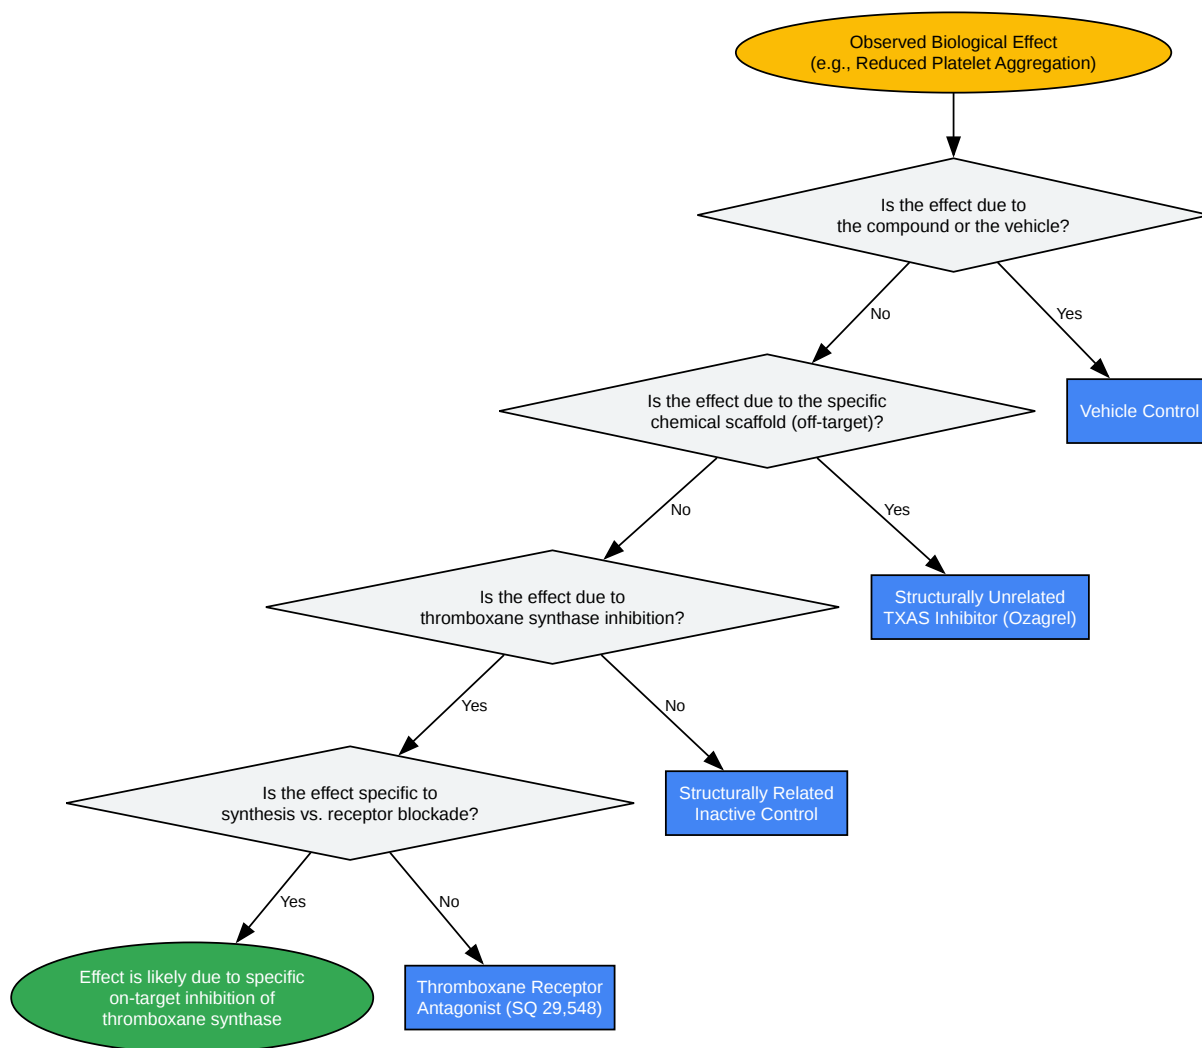 Observed Biological Effect
(e.g., Reduced Platelet Aggregation)
Is the effect due to
the compound or the vehicle?
No
Yes
Vehicle Control
Is the effect due to the specific
chemical scaffold (off-target)?
No
Yes
Structurally Unrelated
TXAS Inhibitor (Ozagrel)
Is the effect due to
thromboxane synthase inhibition?
Yes
No
Structurally Related
Inactive Control
Is the effect specific to
synthesis vs. receptor blockade?
Yes
No
Effect is likely due to specific
on-target inhibition of
thromboxane synthase
Thromboxane Receptor
Antagonist (SQ 29,548)